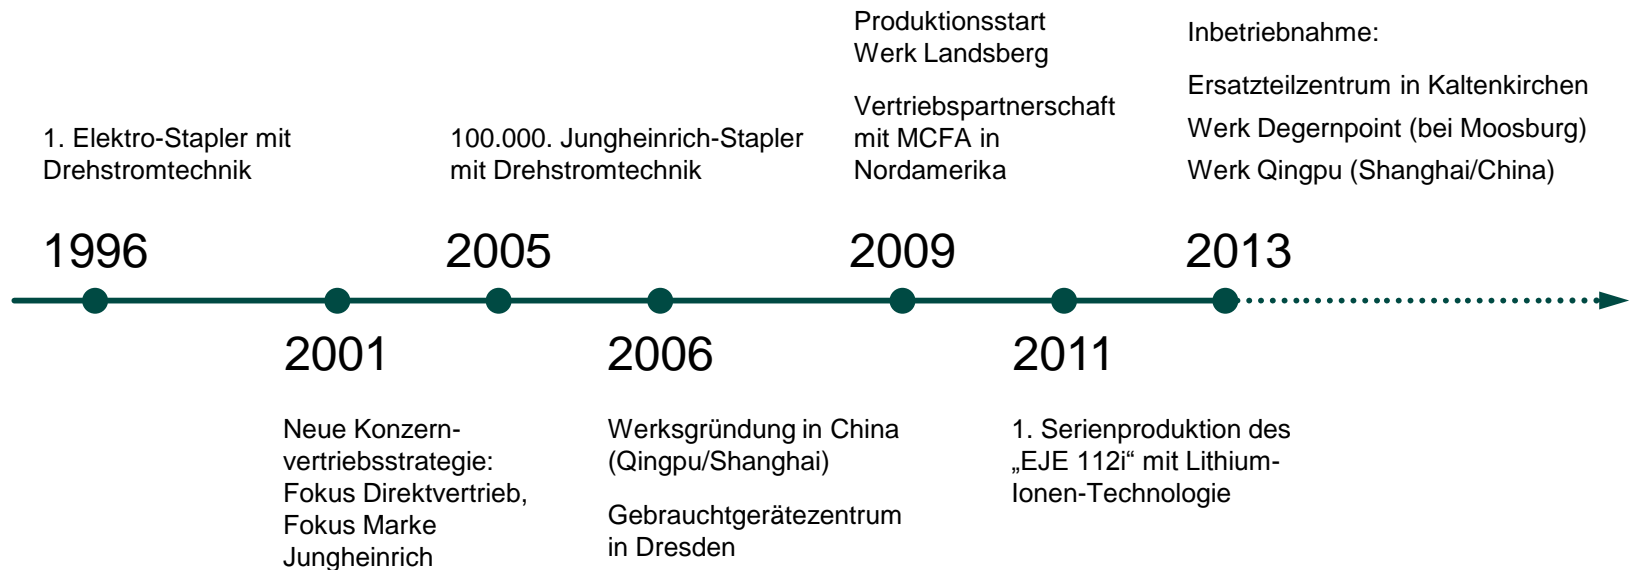 1. Elektro-Stapler mit
Drehstromtechnik
1996
2001
Neue Konzern-
vertriebsstrategie:
Fokus Direktvertrieb,
Fokus Marke
Jungheinrich
100.000. Jungheinrich-Stapler
mit Drehstromtechnik
2005
2006
Werksgründung in China
(Qingpu/Shanghai)
Gebrauchtgerätezentrum
in Dresden
Produktionsstart
Werk Landsberg
Vertriebspartnerschaft
mit MCFA in
Nordamerika
2009
2011
1. Serienproduktion des
„EJE 112i“ mit Lithium-
Ionen-Technologie
Inbetriebnahme:
Ersatzteilzentrum in Kaltenkirchen
Werk Degernpoint (bei Moosburg)
Werk Qingpu (Shanghai/China)
2013